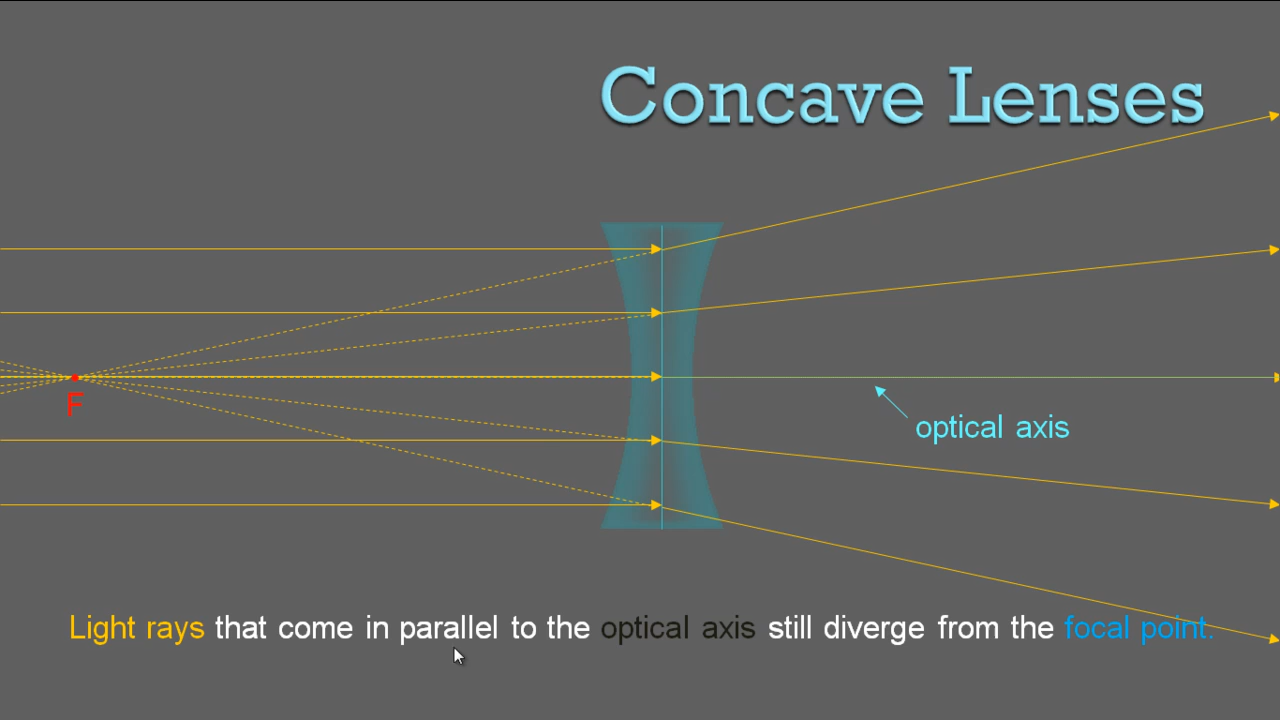 Concave Lenses
F
optical axis
Light rays that come in parallel to the optical axis still diverge from the focal point.